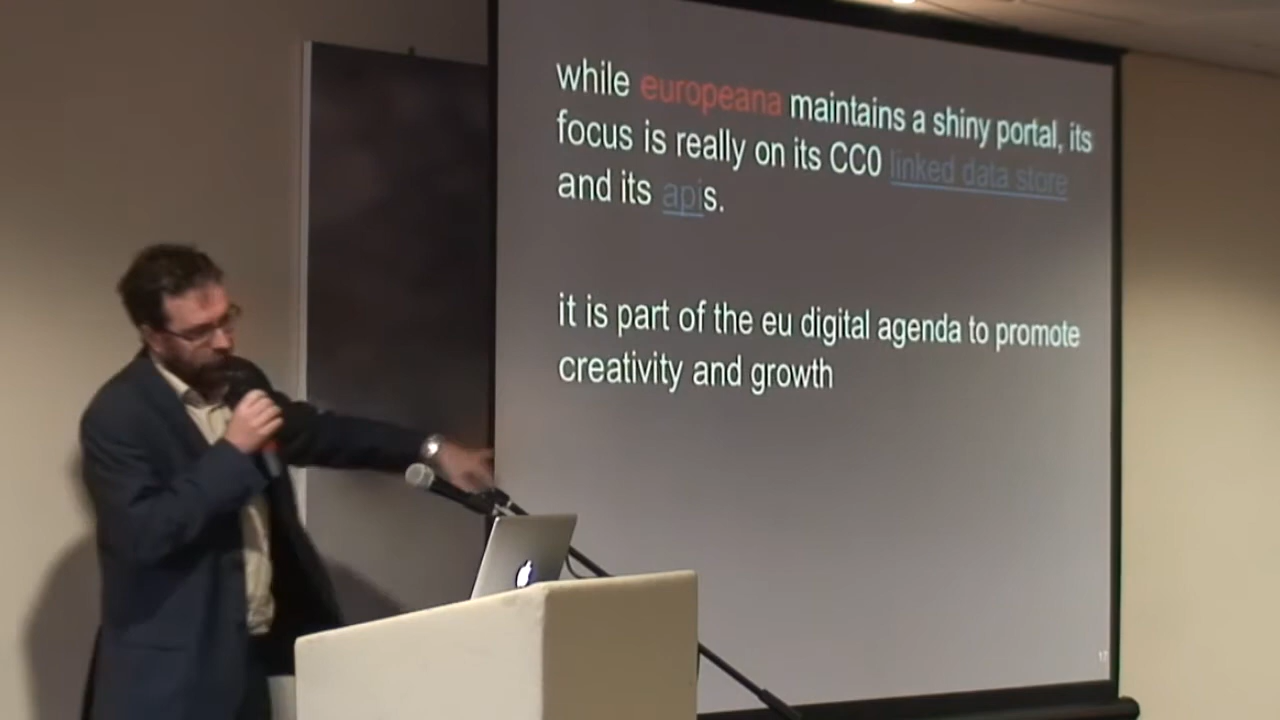 while europeana maintains a shiny portal, its
focus is really on its CC0 linked data store
and its apis.
it is part of the eu digital agenda to promote
creativity and growth